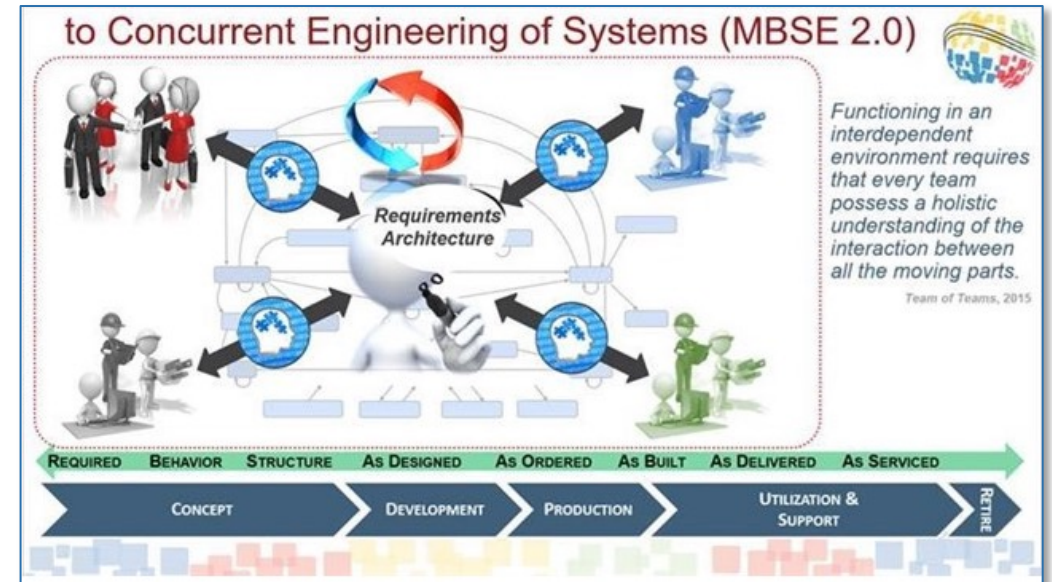 to Concurrent Engineering of Systems (MBSE 2.0)
Functioning in an
interdependent
environment requires
that every team
possess a holistic
understanding of the
interaction between
all the moving parts.
Team of Teams, 2015
Requirements
Architecture
REQUIRED BEHAVIOR STRUCTURE AS DESIGNED AS ORDERED AS BUILT AS DELIVERED AS SERVICED
CONCEPT DEVELOPMENT PRODUCTION UTILIZATION &
SUPPORT
RETIRE